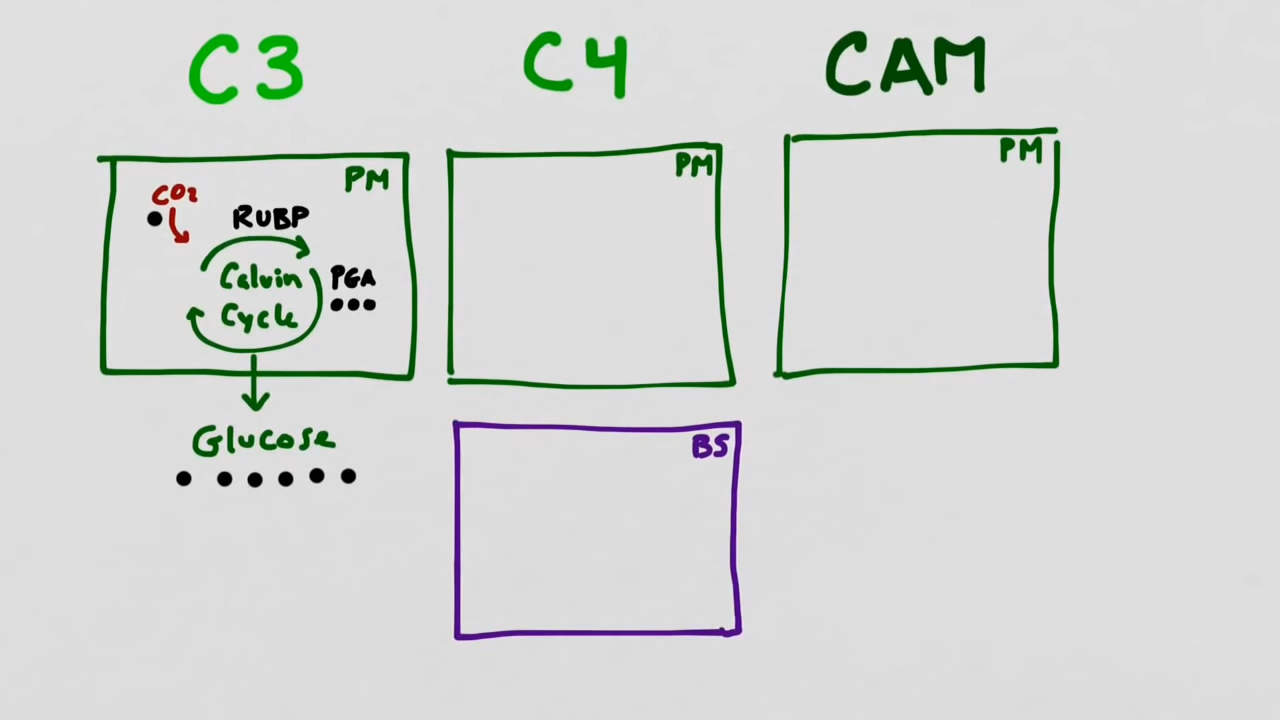 C3
C4
CAM
PM
CO2
RUBP
Calvin
Cycle
PGA
Glucose
PM
BS
PM